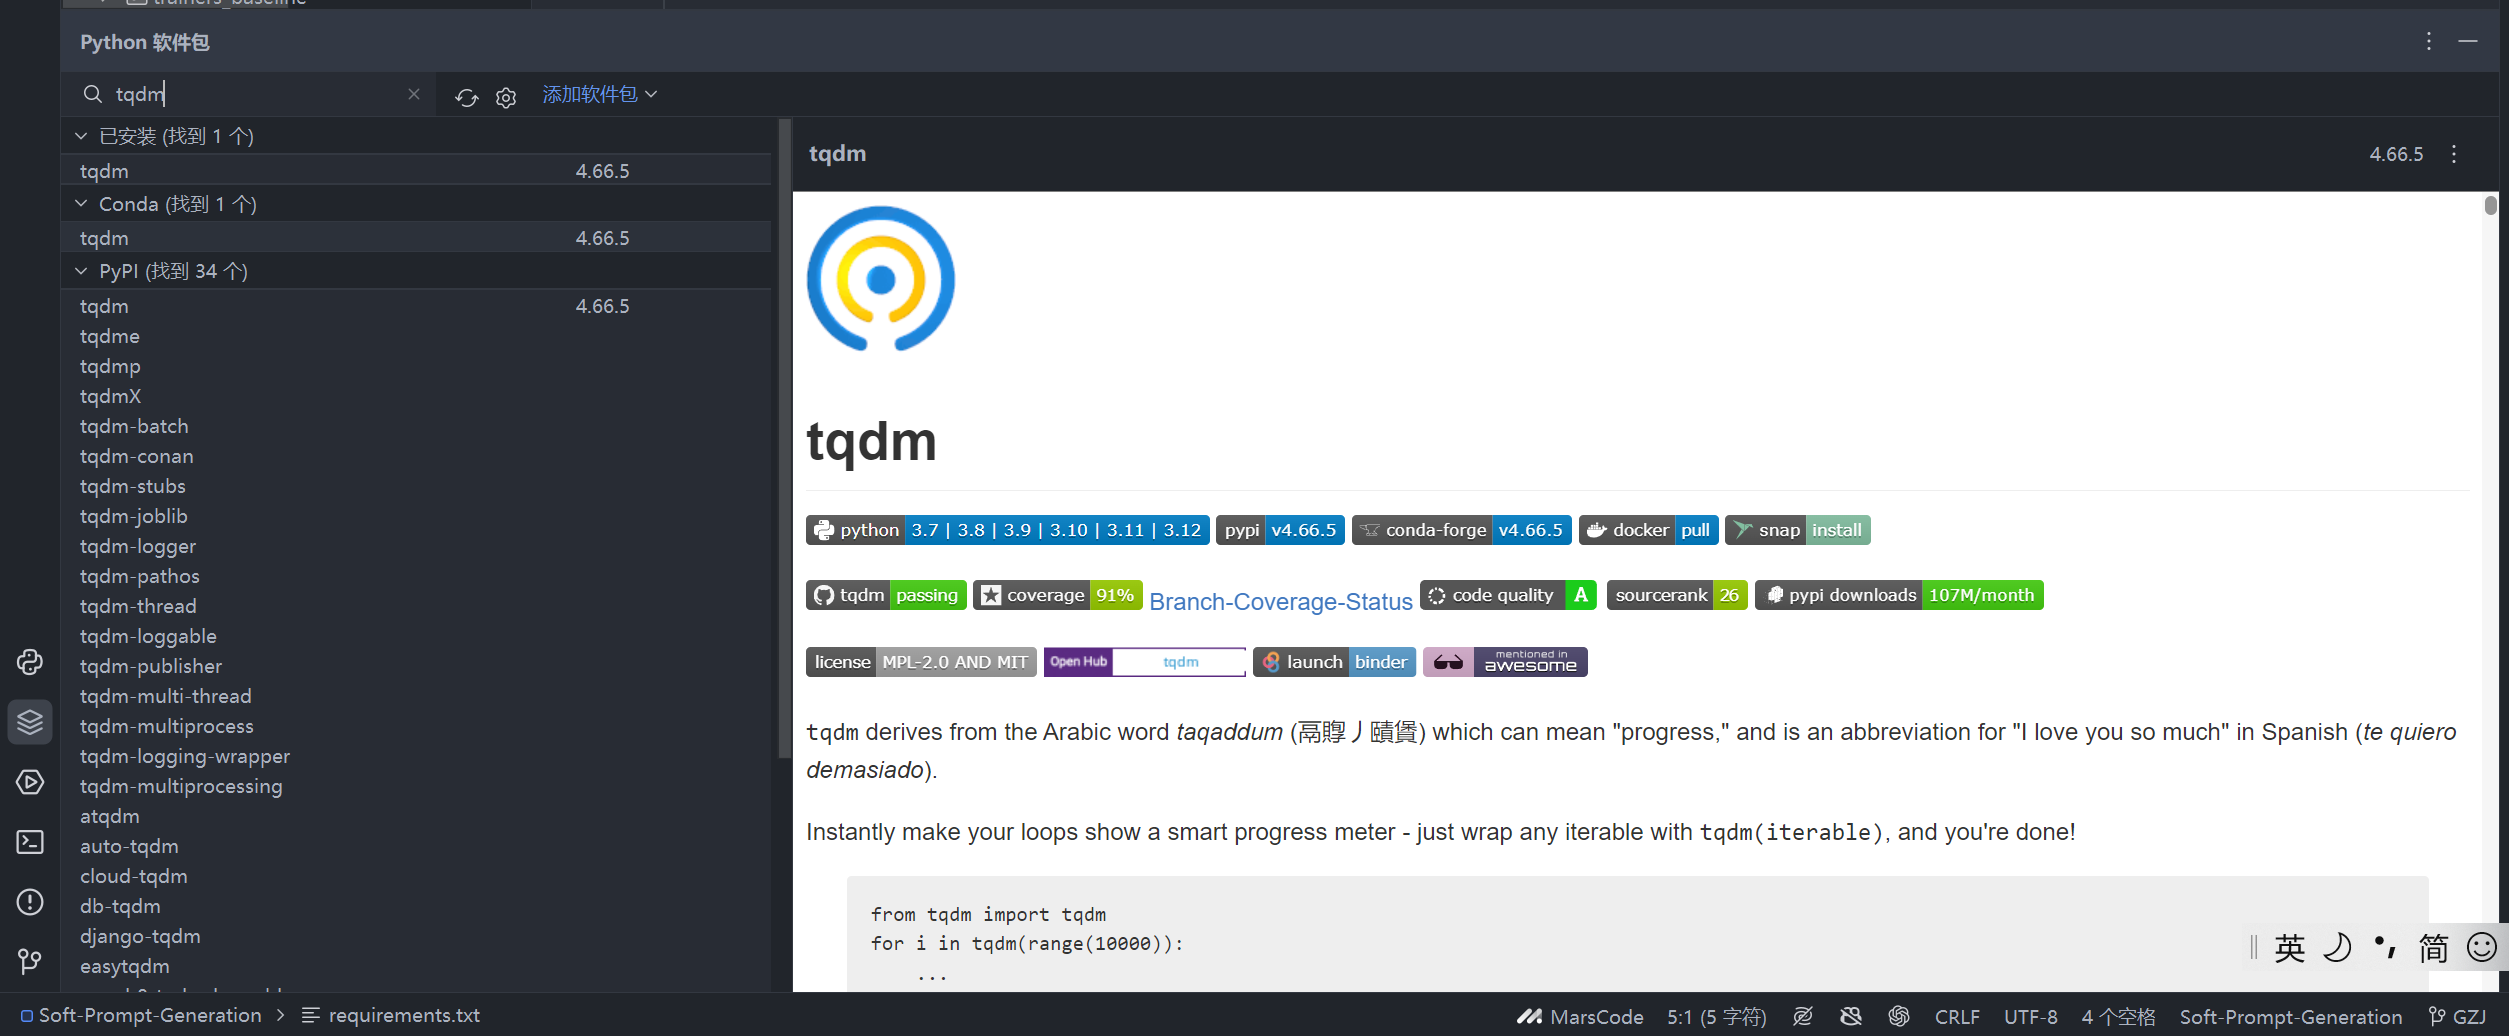 trainers_baseline
Python 软件包
tqdm
添加软件包
已安装 (找到 1 个)
tqdm 4.66.5
Conda (找到 1 个)
tqdm 4.66.5
PyPI (找到 34 个)
tqdm 4.66.5
tqdme
tqdmp
tqdmX
tqdm-batch
tqdm-conan
tqdm-stubs
tqdm-joblib
tqdm-logger
tqdm-pathos
tqdm-thread
tqdm-loggable
tqdm-publisher
tqdm-multi-thread
tqdm-multiprocess
tqdm-logging-wrapper
tqdm-multiprocessing
atqdm
auto-tqdm
cloud-tqdm
db-tqdm
django-tqdm
easytqdm
tqdm 4.66.5
tqdm
python 3.7 | 3.8 | 3.9 | 3.10 | 3.11 | 3.12 pypi v4.66.5 conda-forge v4.66.5 docker pull snap install
tqdm passing coverage 91% Branch-Coverage-Status code quality A sourcerank 26 pypi downloads 107M/month
license MPL-2.0 AND MIT Open Hub tqdm launch binder mentioned in awesome
tqdm derives from the Arabic word taqaddum () which can mean "progress," and is an abbreviation for "I love you so much" in Spanish (te quiero
demasiado).
Instantly make your loops show a smart progress meter - just wrap any iterable with tqdm(iterable), and you're done!
from tqdm import tqdm
for i in tqdm(range(10000)):
...
英 简
Soft-Prompt-Generation > requirements.txt
MarsCode 5:1 (5 字符) CRLF UTF-8 4 个空格 Soft-Prompt-Generation GZJ